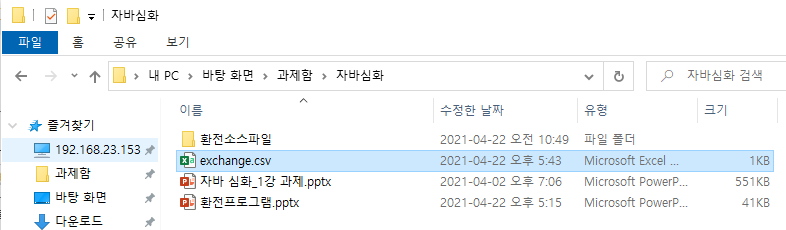 자바심화
파일 홈 공유 보기
내 PC 바탕 화면 과제함 자바심화 자바심화 검색
이름 수정한 날짜 유형 크기
즐겨찾기
192.168.23.153
과제함
바탕 화면
다운로드
환전소스파일 2021-04-22 오전 10:49 파일 폴더
exchange.csv 2021-04-22 오후 5:43 Microsoft Excel ... 1KB
자바 심화_1강 과제.pptx 2021-04-02 오후 7:06 Microsoft PowerP... 551KB
환전프로그램.pptx 2021-04-22 오후 5:15 Microsoft PowerP... 41KB